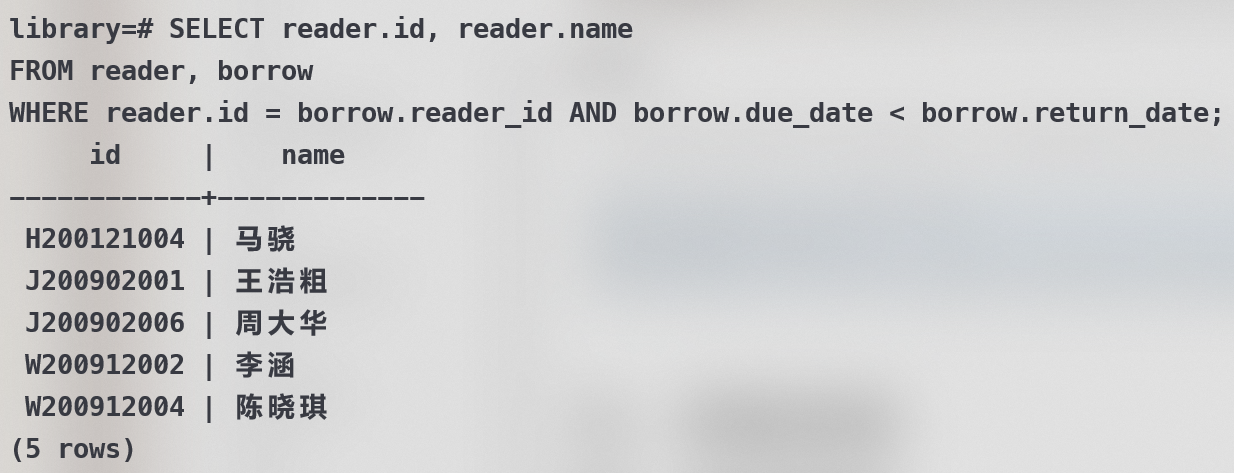 library=# SELECT reader.id, reader.name
FROM reader, borrow
WHERE reader.id = borrow.reader_id AND borrow.due_date < borrow.return_date;
     id     |    name
------------+-------------
 H200121004 | 马骁
 J200902001 | 王浩粗
 J200902006 | 周大华
 W200912002 | 李涵
 W200912004 | 陈晓琪
(5 rows)